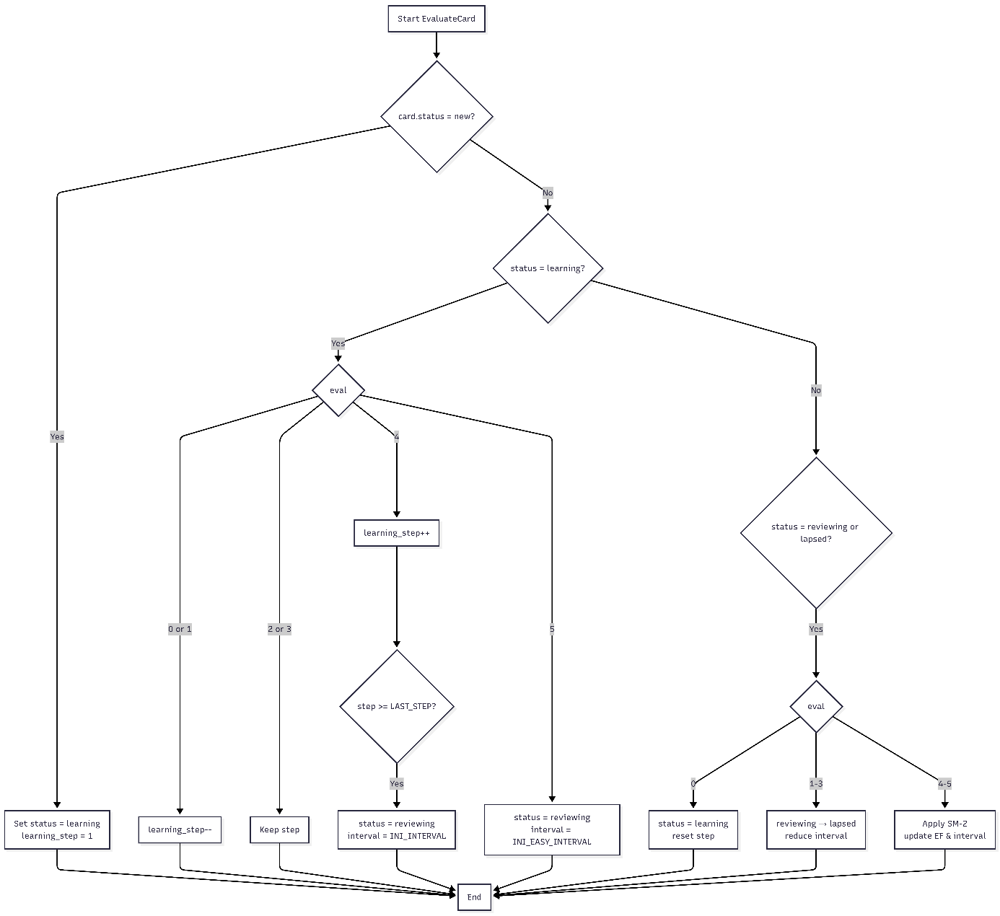 Start EvaluateCard
card.status = new?
No
status = learning?
Yes
eval
No
Yes
4
learning_step++
status = reviewing or
lapsed?
0 or 1
2 or 3
5
Yes
step >= LAST_STEP?
eval
Yes
0
1-3
4-5
Set status = learning
learning_step = 1
learning_step--
Keep step
status = reviewing
interval = INI_INTERVAL
status = reviewing
interval =
INI_EASY_INTERVAL
status = learning
reset step
reviewing → lapsed
reduce interval
Apply SM-2
update EF & interval
End